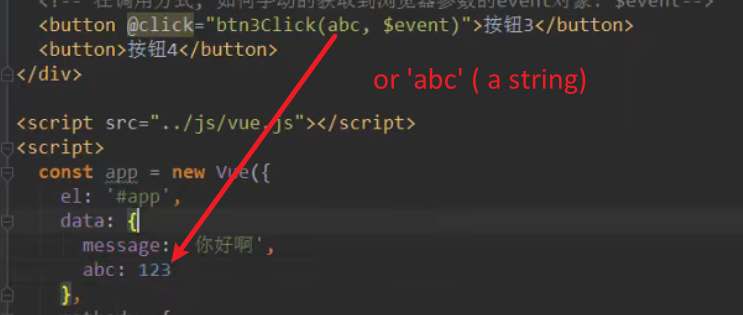 <!-- 在调用方式, 如何手动的获取到浏览器参数的event对象: $event-->
<button @click="btn3Click(abc, $event)">按钮3</button>
<button>按钮4</button>
</div>
or 'abc' ( a string)
<script src="../js/vue.js"></script>
<script>
const app = new Vue({
el: '#app',
data: {
message: '你好啊',
abc: 123
},